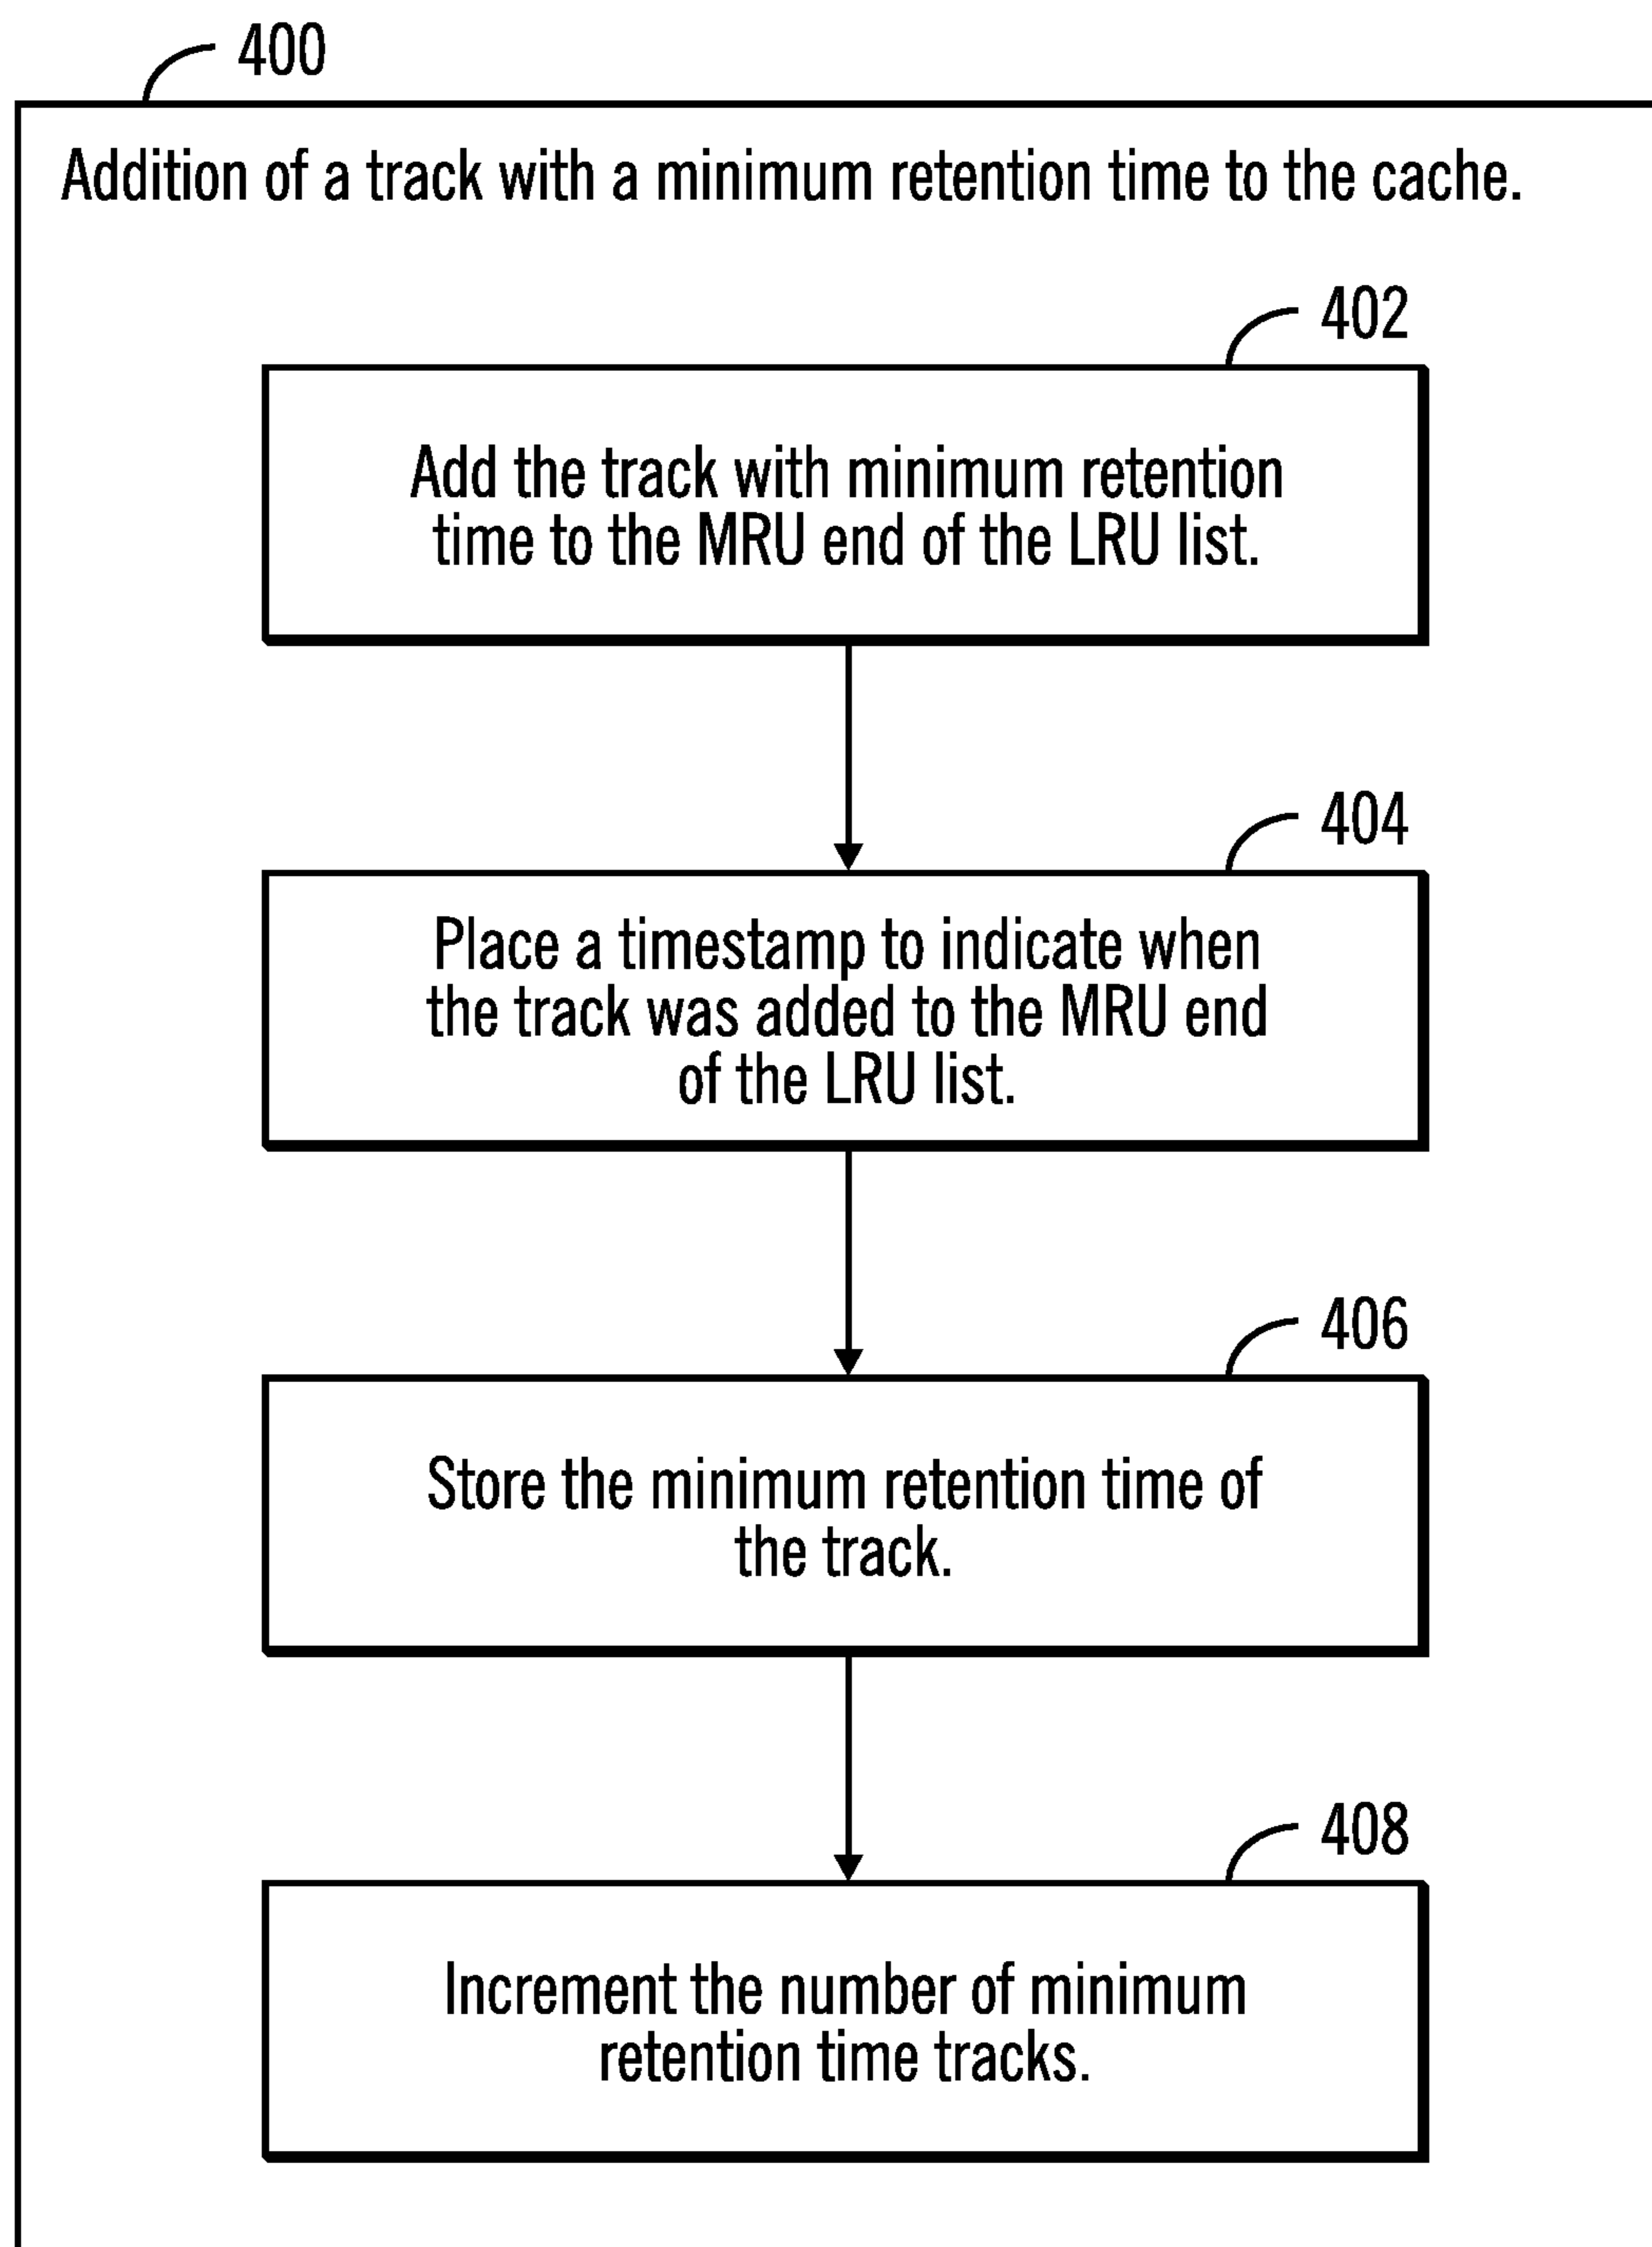 400
Addition of a track with a minimum retention time to the cache.
402
Add the track with minimum retention
time to the MRU end of the LRU list.
404
Place a timestamp to indicate when
the track was added to the MRU end
of the LRU list.
406
Store the minimum retention time of
the track.
408
Increment the number of minimum
retention time tracks.